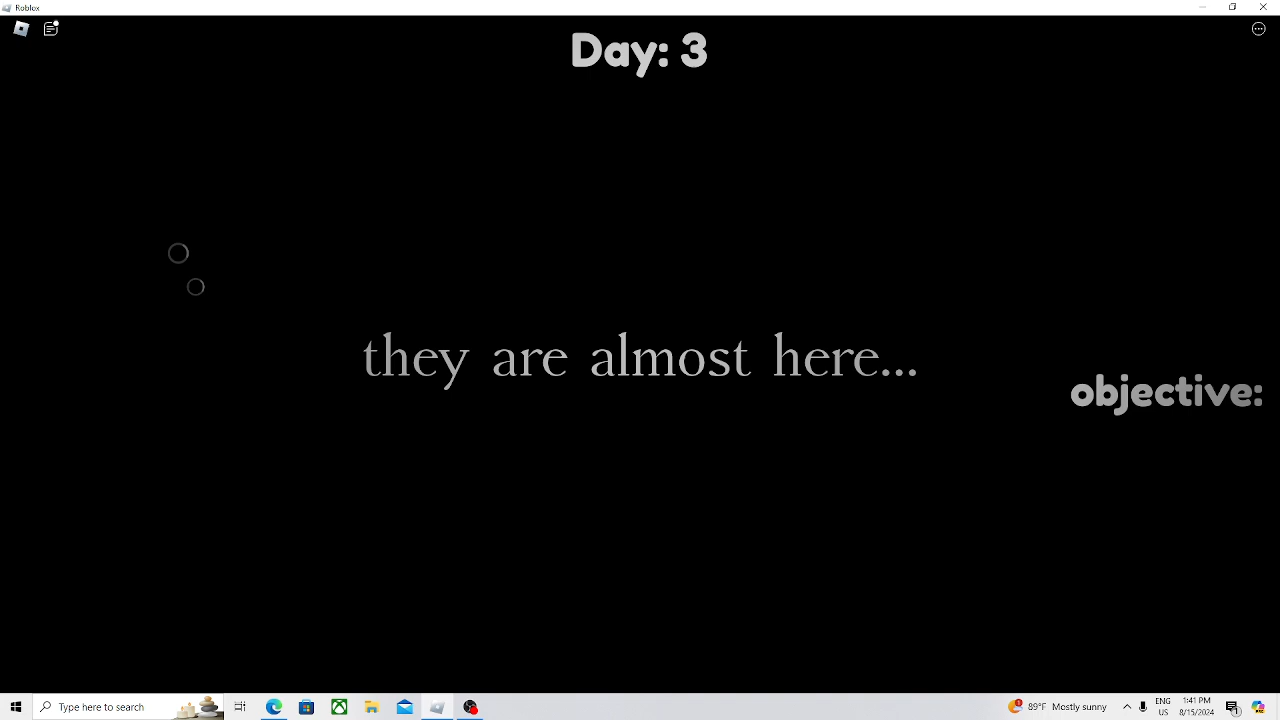 Roblox
Day: 3
they are almost here...
objective:
Type here to search
89°F Mostly sunny
ENG
US
1:41 PM
8/15/2024